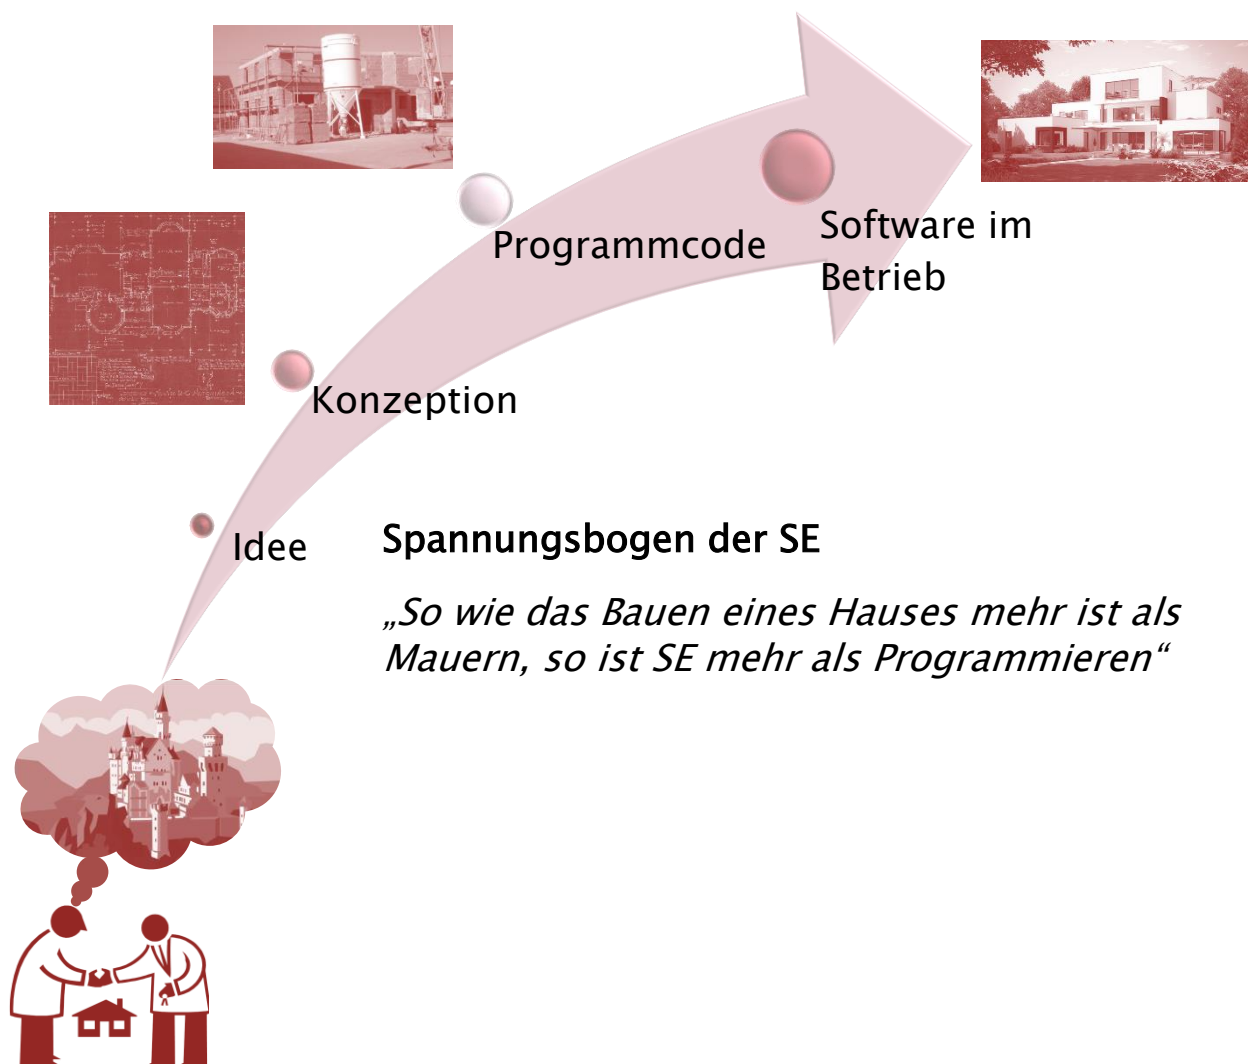 Programmcode
Software im
Betrieb
Konzeption
Idee
Spannungsbogen der SE
„So wie das Bauen eines Hauses mehr ist als
Mauern, so ist SE mehr als Programmieren“